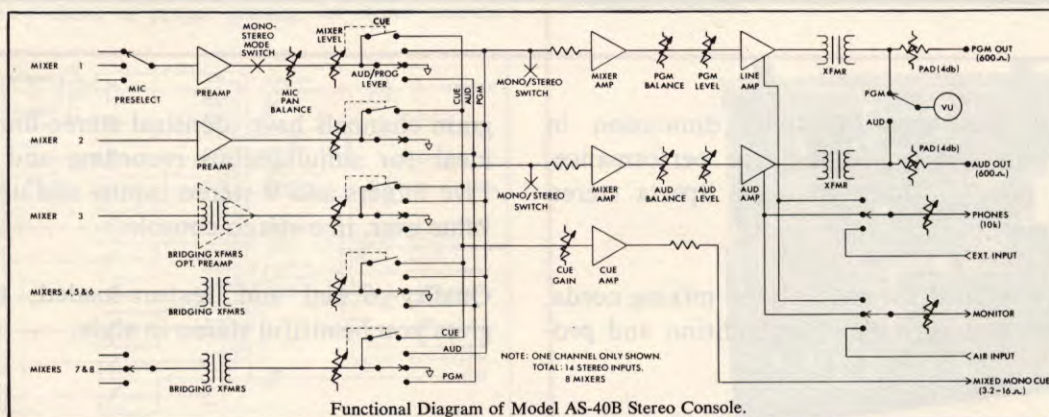 MIXER 1
MIC PRESELECT
PREAMP
MONO-STEREO MODE SWITCH
MIC PAN BALANCE
MIXER LEVEL
CUE
AUD/PROG LEVER
MIXER 2
PREAMP
MIXER 3
BRIDGING XFMRS
OPT. PREAMP
MIXERS 4, 5 & 6
BRIDGING XFMRS
MIXERS 7 & 8
BRIDGING XFMRS
CUE
AUD
PGM
CUE
AUD
PGM
MONO/STEREO SWITCH
MIXER AMP
PGM BALANCE
PGM LEVEL
LINE AMP
XFMR
PAD (4db)
PGM OUT
(600Ω)
PGM
VU
AUD
MONO/STEREO SWITCH
MIXER AMP
AUD BALANCE
AUD LEVEL
AUD AMP
XFMR
PAD (4db)
AUD OUT
(600Ω)
PHONES
(10k)
EXT. INPUT
CUE GAIN
CUE AMP
MONITOR
AIR INPUT
MIXED MONO CUE
(3.2-16Ω)
NOTE: ONE CHANNEL ONLY SHOWN.
TOTAL: 14 STEREO INPUTS.
8 MIXERS
Functional Diagram of Model AS-40B Stereo Console.